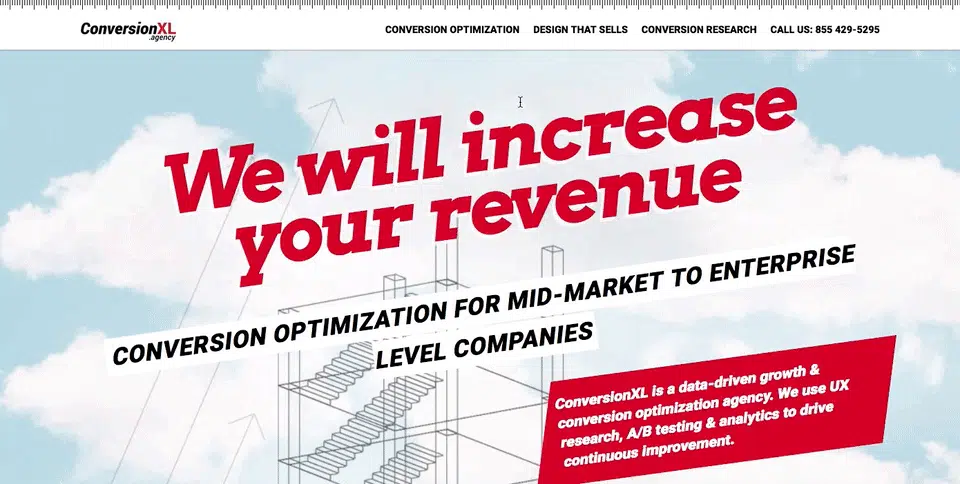 ConversionXL
.agency
CONVERSION OPTIMIZATION DESIGN THAT SELLS CONVERSION RESEARCH CALL US: 855 429-5295
We will increase
your revenue
CONVERSION OPTIMIZATION FOR MID-MARKET TO ENTERPRISE
LEVEL COMPANIES
ConversionXL is a data-driven growth &
conversion optimization agency. We use UX
research, A/B testing & analytics to drive
continuous improvement.